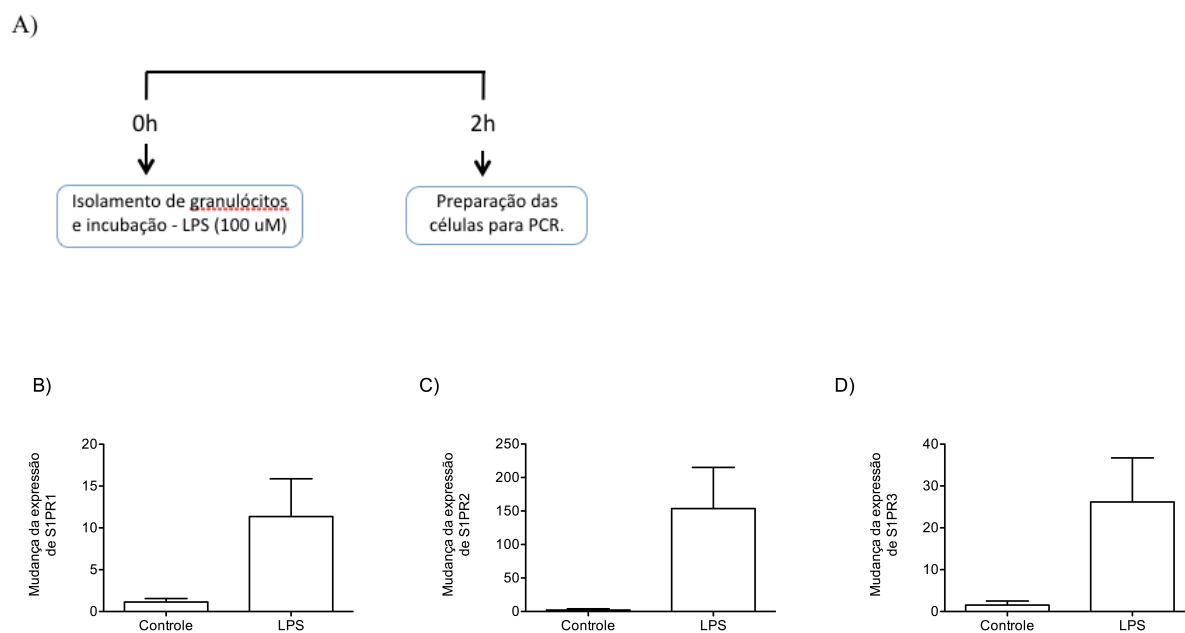 A)
0h
2h
Isolamento de granulócitos
e incubação - LPS (100 uM)
Preparação das
células para PCR.
B)
Mudança da expressão
de S1PR1
20
15
10
5
0
Controle
LPS
C)
Mudança da expressão
de S1PR2
250
200
150
100
50
0
Controle
LPS
D)
Mudança da expressão
de S1PR3
40
30
20
10
0
Controle
LPS